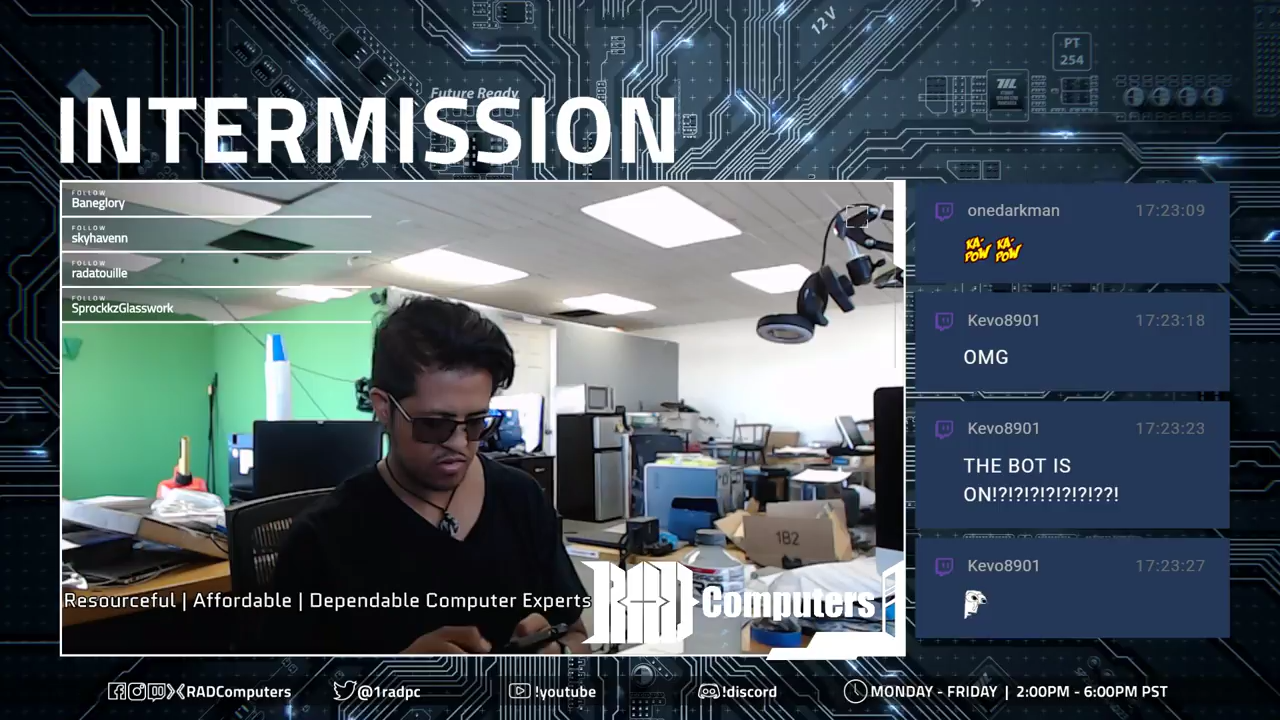 12V
PT
254
Future Ready
INTERMISSION
FOLLOW
Baneglory
FOLLOW
skyhavenn
FOLLOW
radatouille
FOLLOW
SprockkzGlasswork
182
Resourceful | Affordable | Dependable Computer Experts
RAD Computers
onedarkman 17:23:09
KA-POW KA-POW
Kevo8901 17:23:18
OMG
Kevo8901 17:23:23
THE BOT IS
ON!?!?!?!?!?!?!??!
Kevo8901 17:23:27
RADComputers @1radpc !youtube !discord MONDAY - FRIDAY | 2:00PM - 6:00PM PST